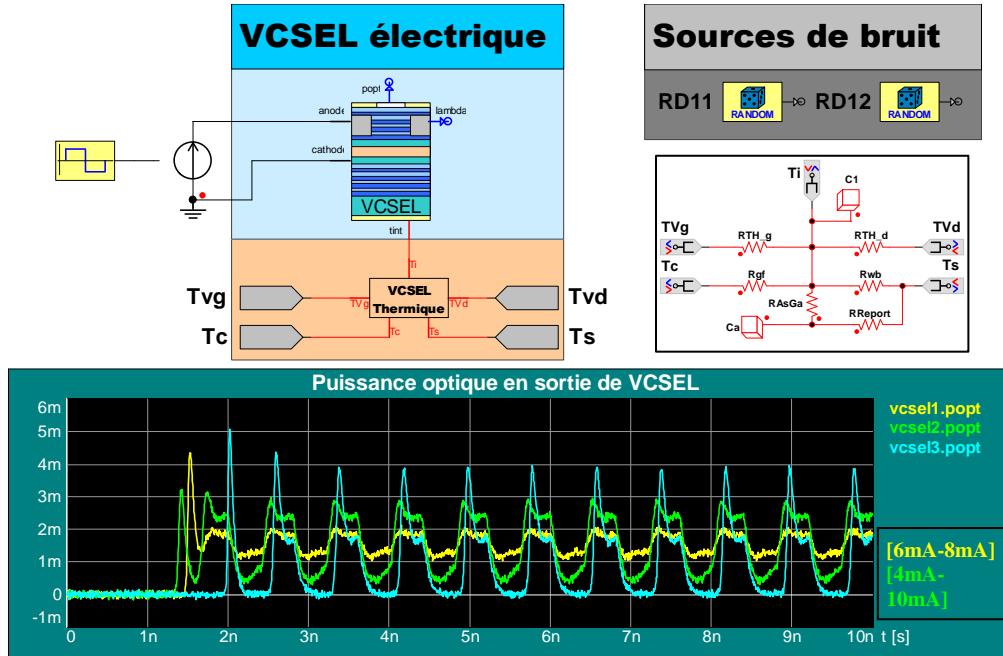 VCSEL électrique
Sources de bruit
popt
anode
lambda
cathode
VCSEL
tint
RD11
RANDOM
RD12
RANDOM
Ti
C1
TVg
RTH_g
RTH_d
TVd
Tc
Rgf
Rwb
Ts
RAsGa
Ca
RReport
Ti
Tvg
TVg
VCSEL
Thermique
TVd
Tvd
Tc
Tc
Ts
Ts
Puissance optique en sortie de VCSEL
6m
5m
4m
3m
2m
1m
0
-1m
0
1n
2n
3n
4n
5n
6n
7n
8n
9n
10n
t [s]
vcsel1.popt
vcsel2.popt
vcsel3.popt
[6mA-8mA]
[4mA-
10mA]